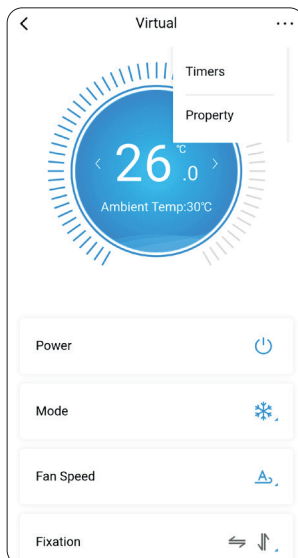 Virtual
Timers
Property
26.0 ℃
Ambient Temp:30℃
Power
Mode
Fan Speed
A
Fixation